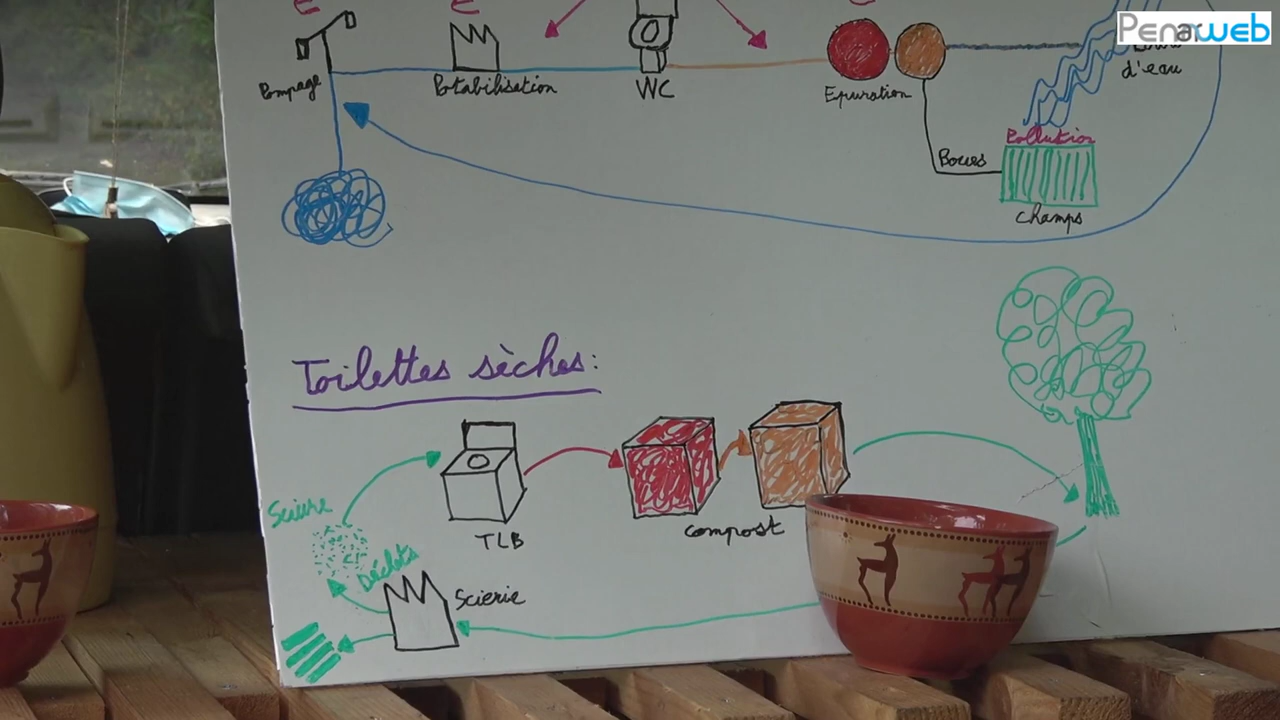 PenARweb
Pompage
Potabilisation
WC
Epuration
d'eau
Pollution
Boues
champs
Toilettes sèches:
Sciure
TLB
compost
Déchets
Scierie